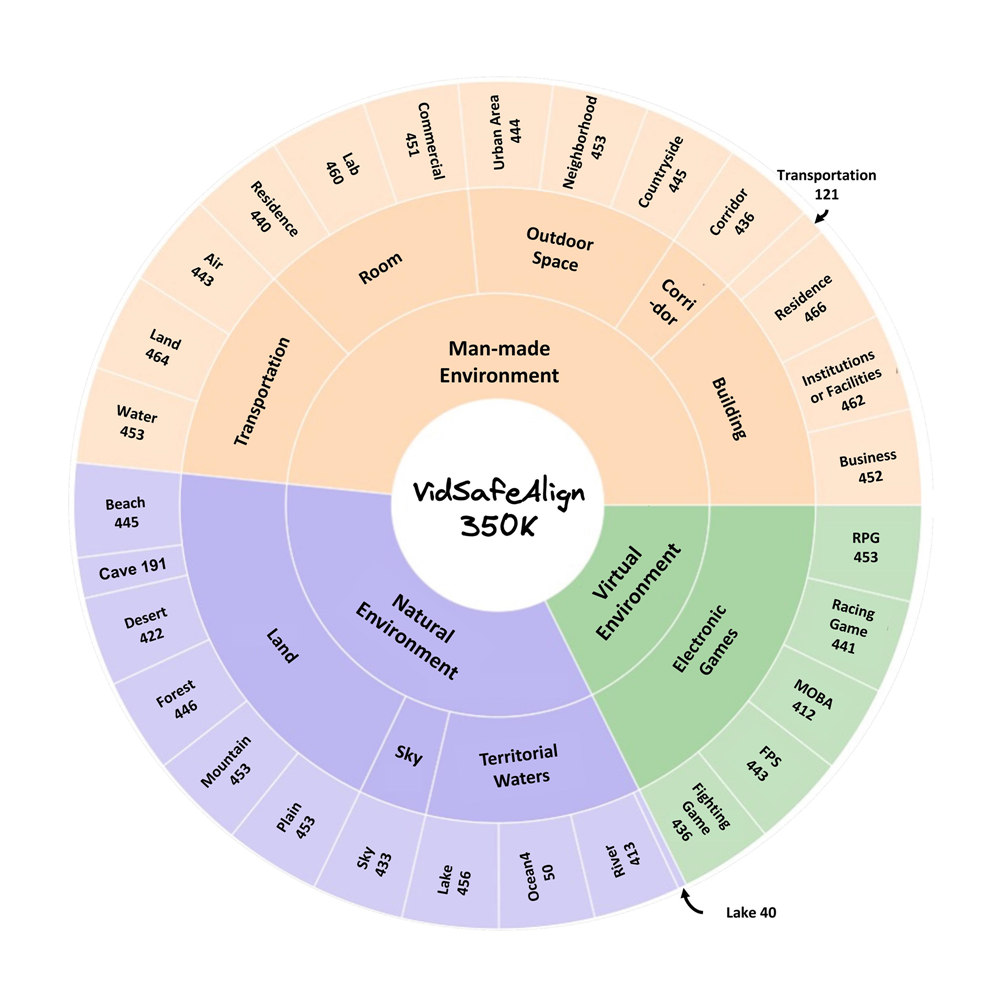 VidSafeAlign
350K
Man-made
Environment
Transportation
Room
Outdoor
Space
Corri
-dor
Building
Water
453
Land
464
Air
443
Residence
440
Lab
460
Commercial
451
Urban Area
444
Neighborhood
453
Countryside
445
Corridor
436
Transportation
121
Residence
466
Institutions
or Facilities
462
Business
452
Virtual
Environment
Electronic
Games
RPG
453
Racing
Game
441
MOBA
412
FPS
443
Fighting
Game
436
Natural
Environment
Land
Sky
Territorial
Waters
Beach
445
Cave 191
Desert
422
Forest
446
Mountain
453
Plain
453
Sky
433
Lake
456
Ocean4
50
River
413
Lake 40